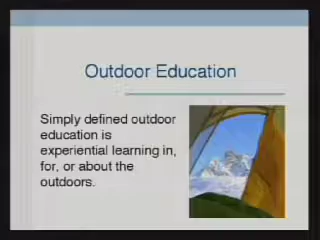 Outdoor Education
Simply defined outdoor
education is
experiential learning in,
for, or about the
outdoors.